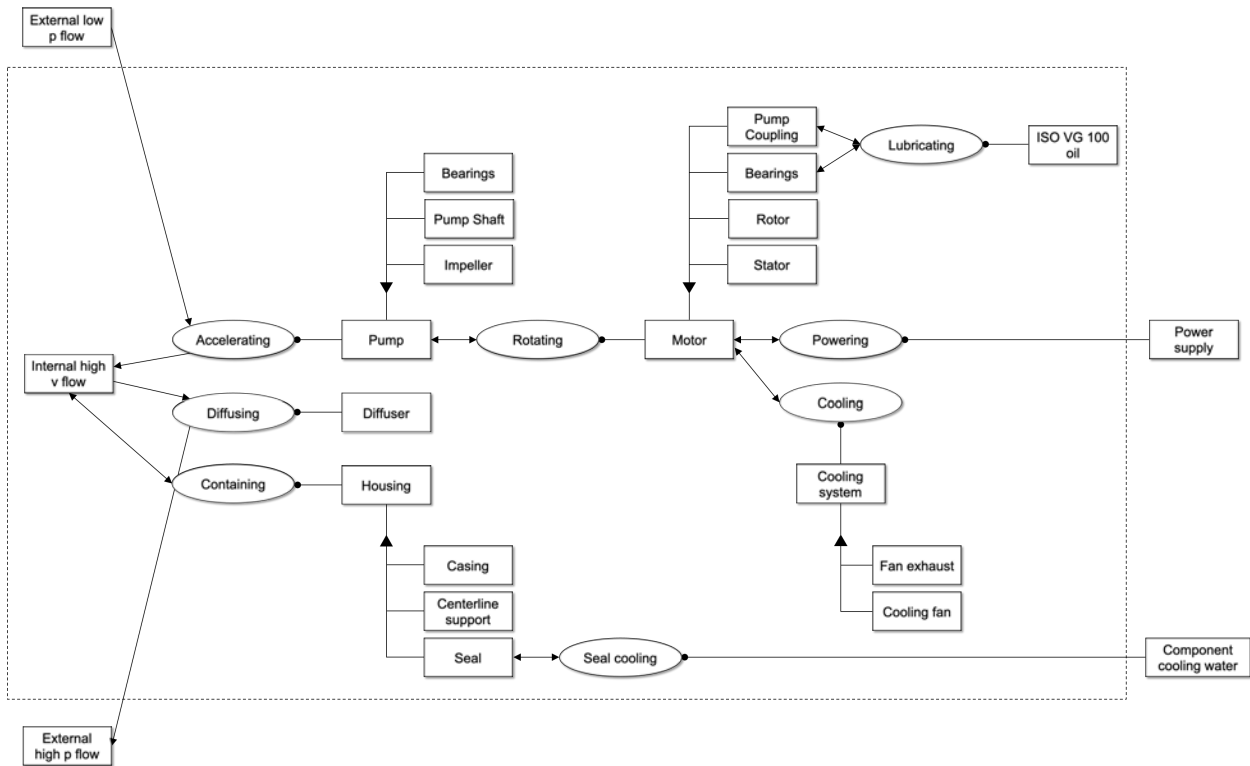 External low
p flow
Pump
Coupling
Lubricating
ISO VG 100
oil
Bearings
Bearings
Pump Shaft
Rotor
Impeller
Stator
Accelerating
Pump
Rotating
Motor
Powering
Power
supply
Internal high
v flow
Diffusing
Diffuser
Cooling
Containing
Housing
Cooling
system
Casing
Fan exhaust
Centerline
support
Cooling fan
Seal
Seal cooling
Component
cooling water
External
high p flow